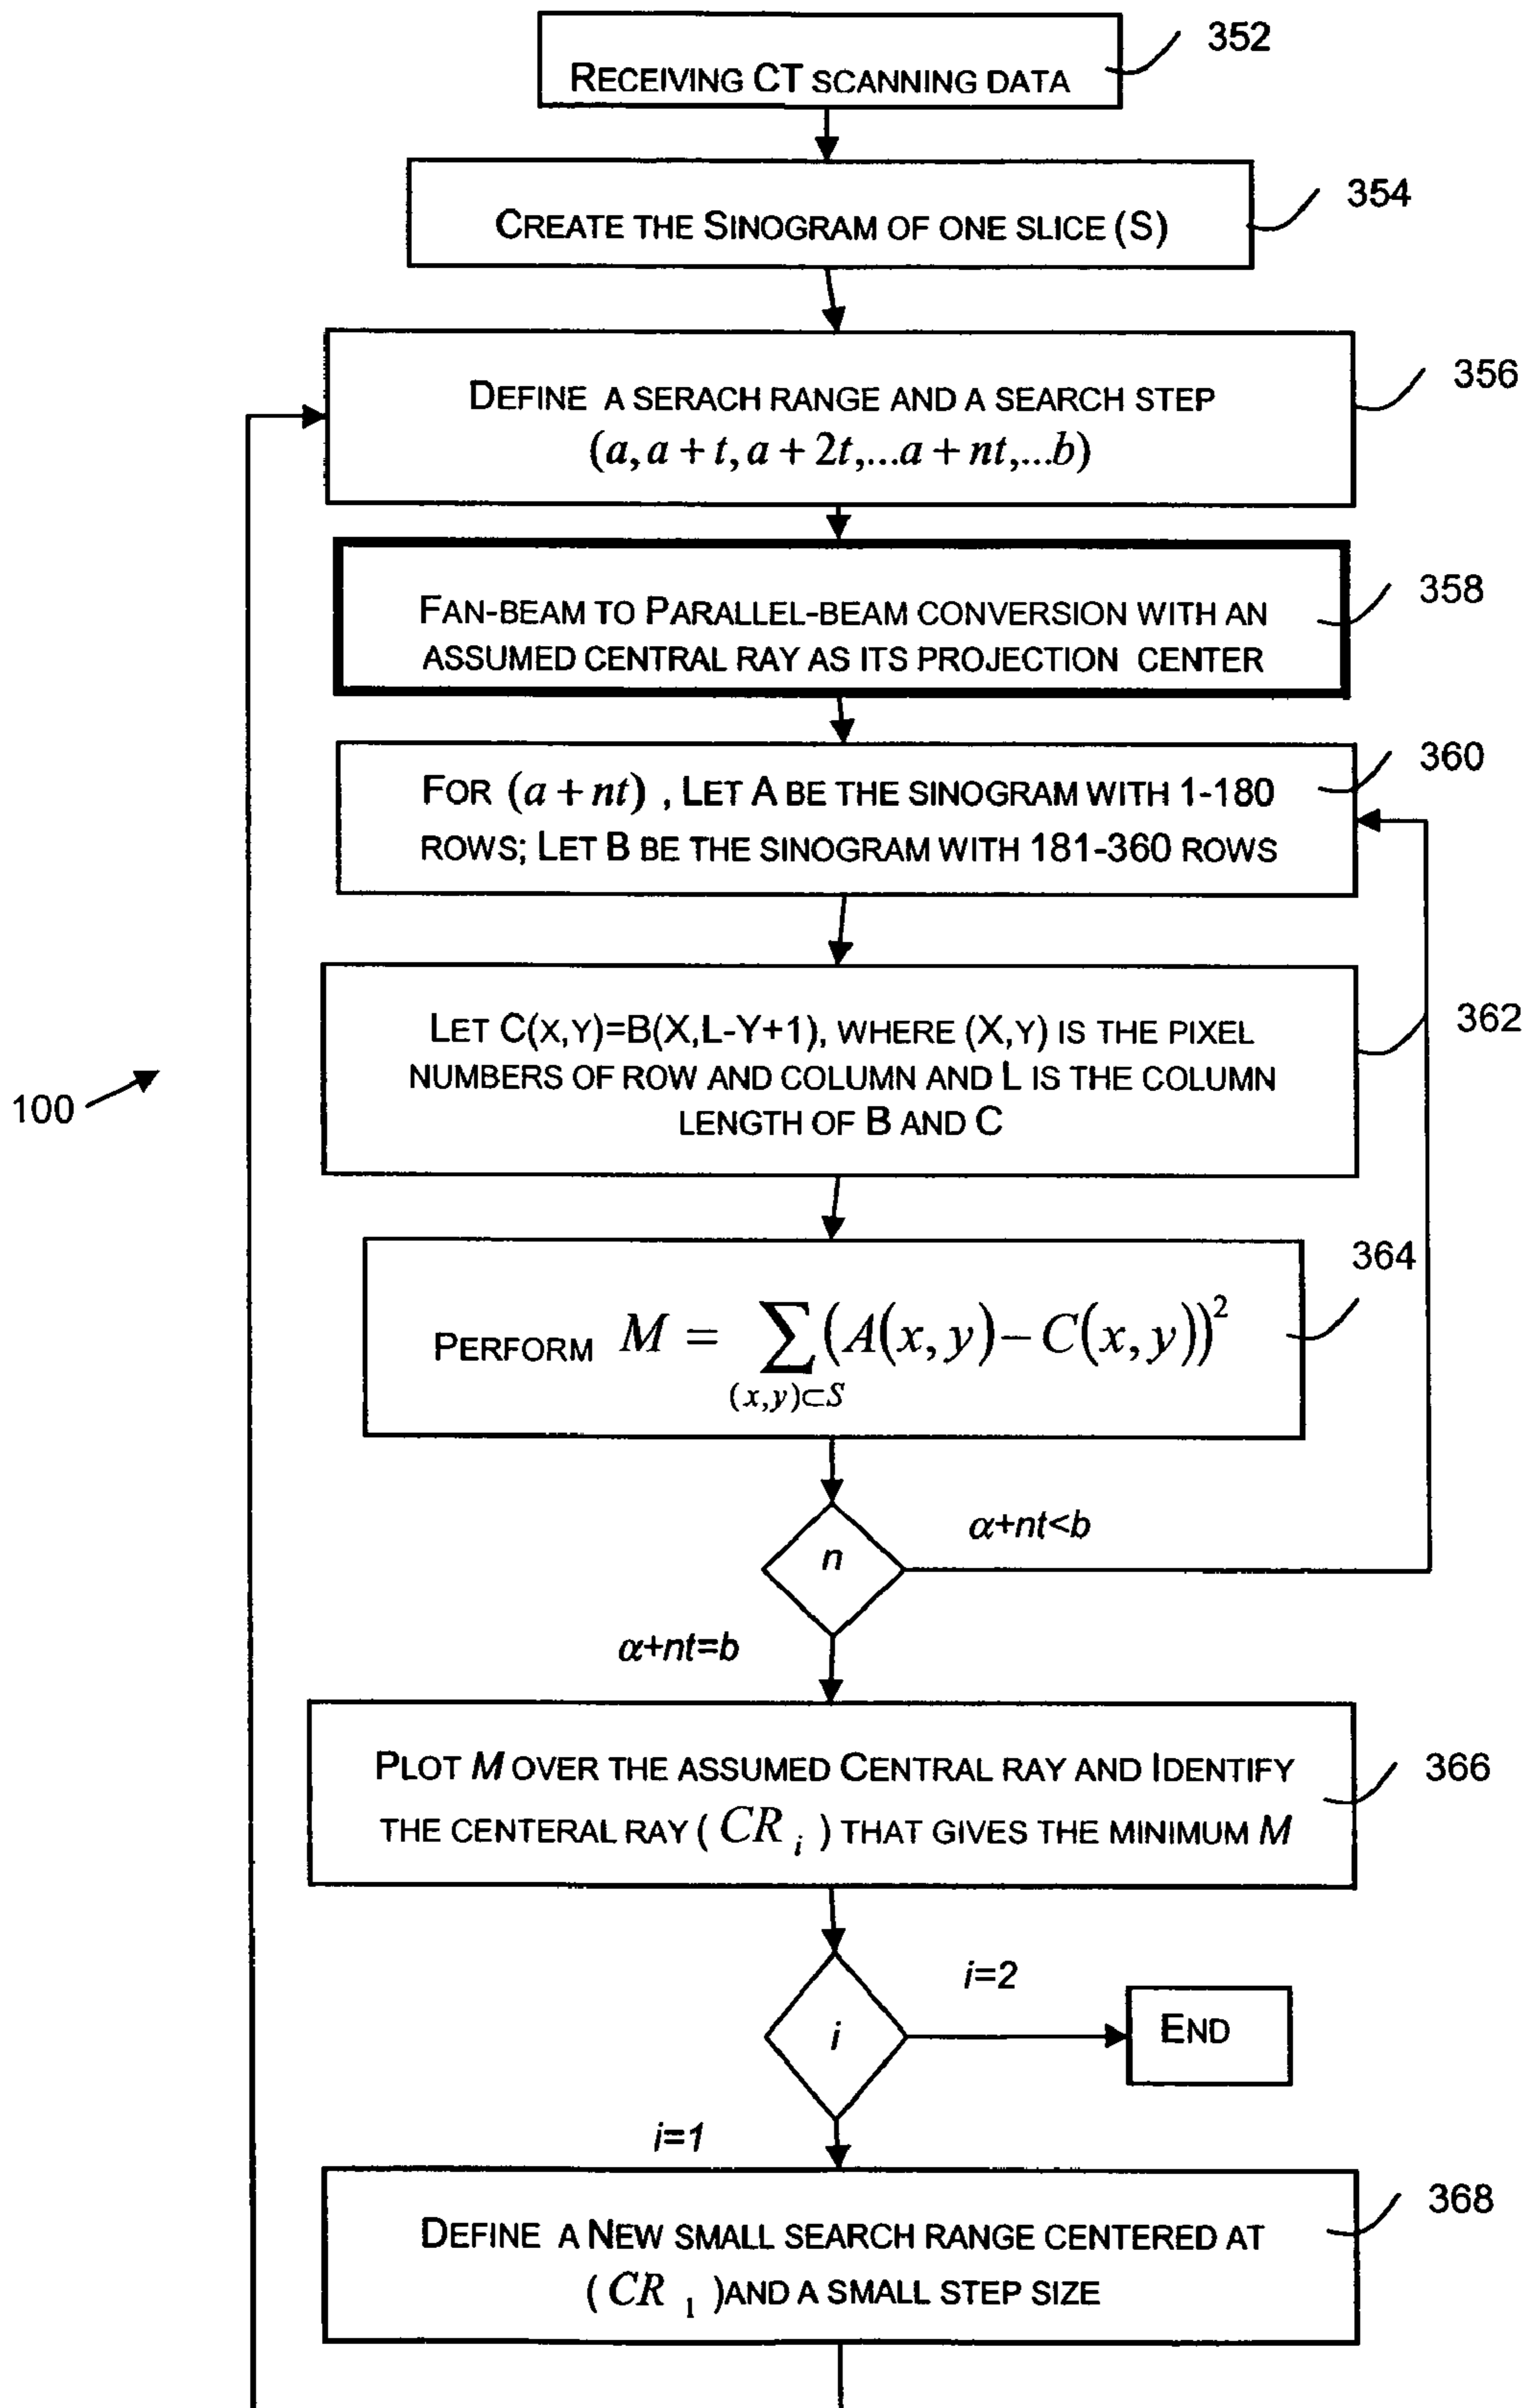 RECEIVING CT SCANNING DATA
352
CREATE THE SINOGRAM OF ONE SLICE (S)
354
DEFINE A SERACH RANGE AND A SEARCH STEP
(a, a + t, a + 2t,...a + nt,...b)
356
FAN-BEAM TO PARALLEL-BEAM CONVERSION WITH AN
ASSUMED CENTRAL RAY AS ITS PROJECTION CENTER
358
FOR (a + nt) , LET A BE THE SINOGRAM WITH 1-180
ROWS; LET B BE THE SINOGRAM WITH 181-360 ROWS
360
LET C(X,Y)=B(X,L-Y+1), WHERE (X,Y) IS THE PIXEL
NUMBERS OF ROW AND COLUMN AND L IS THE COLUMN
LENGTH OF B AND C
362
100
PERFORM M = ∑(A(x, y) – C(x, y))²
(x,y)⊂S
364
n
α+nt<b
α+nt=b
PLOT M OVER THE ASSUMED CENTRAL RAY AND IDENTIFY
THE CENTERAL RAY ( CR i ) THAT GIVES THE MINIMUM M
366
i
i=2
END
i=1
DEFINE A NEW SMALL SEARCH RANGE CENTERED AT
( CR 1 )AND A SMALL STEP SIZE
368